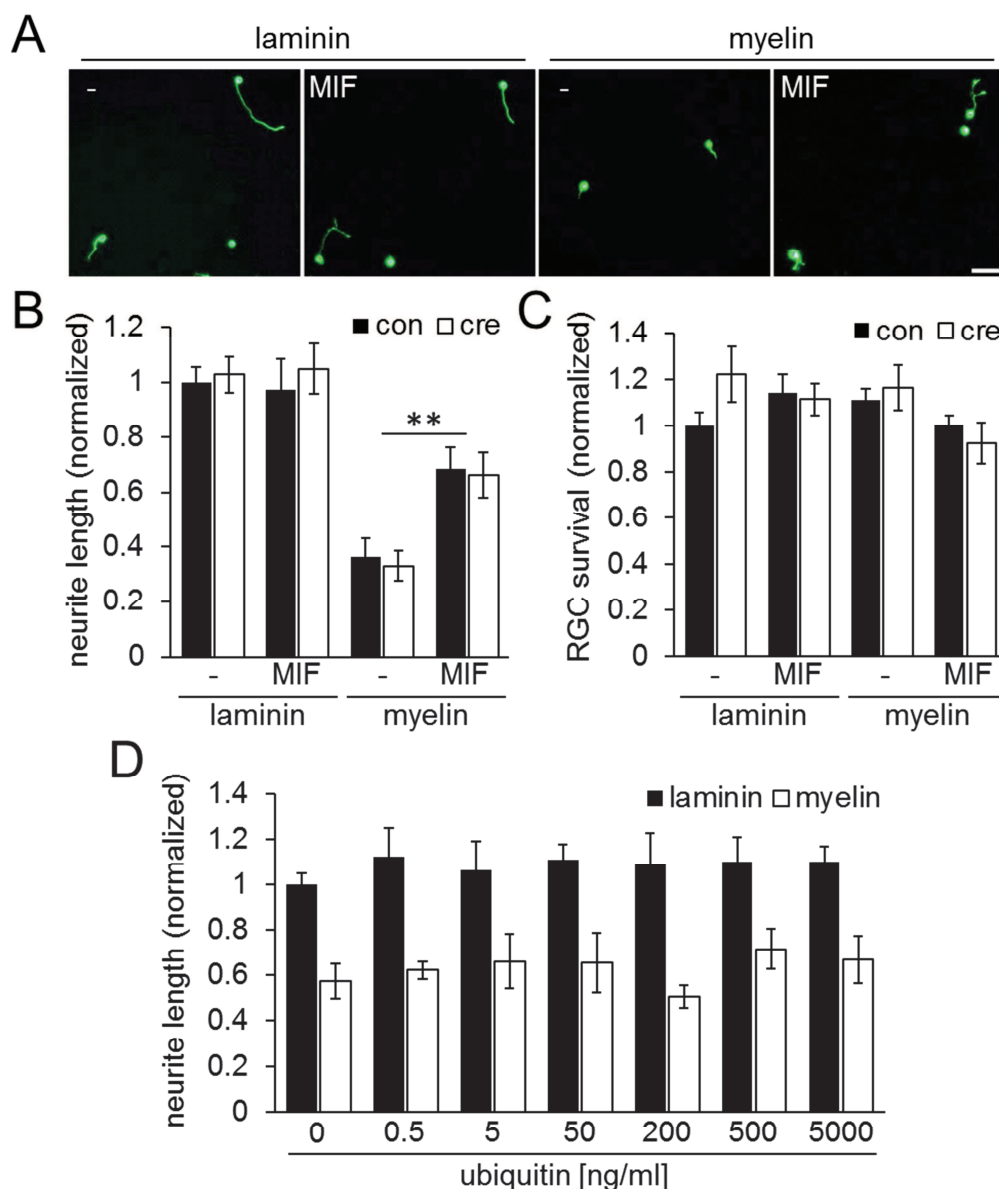 A
laminin
myelin
-
MIF
-
MIF
B
con cre
neurite length (normalized)
1.2
1
0.8
0.6
0.4
0.2
0
**
- MIF - MIF
laminin myelin
C
con cre
RGC survival (normalized)
1.4
1.2
1
0.8
0.6
0.4
0.2
0
- MIF - MIF
laminin myelin
D
laminin myelin
neurite length (normalized)
1.4
1.2
1
0.8
0.6
0.4
0.2
0
0 0.5 5 50 200 500 5000
ubiquitin [ng/ml]